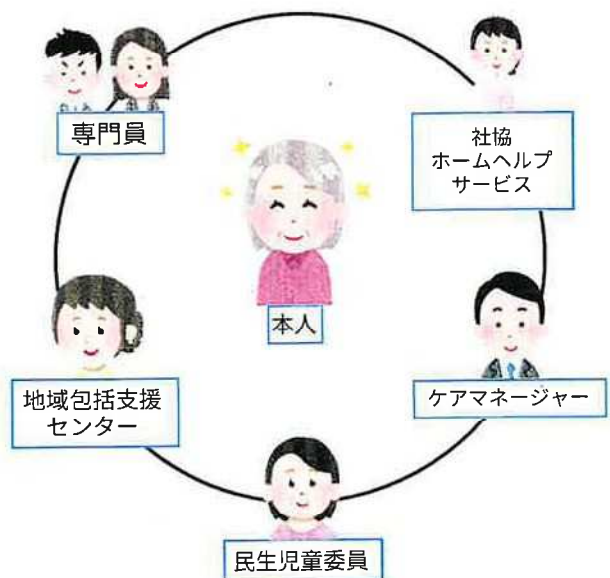 専門員
社協
ホームヘルプ
サービス
本人
地域包括支援
センター
ケアマネージャー
民生児童委員